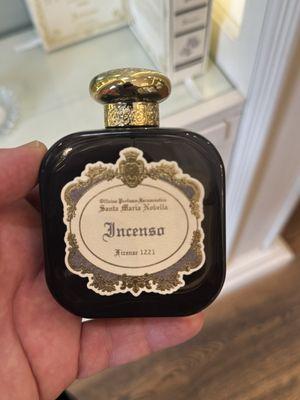 Officina Profumo-Farmaceutica
Santa Maria Novella
Incenso
Firenze 1221